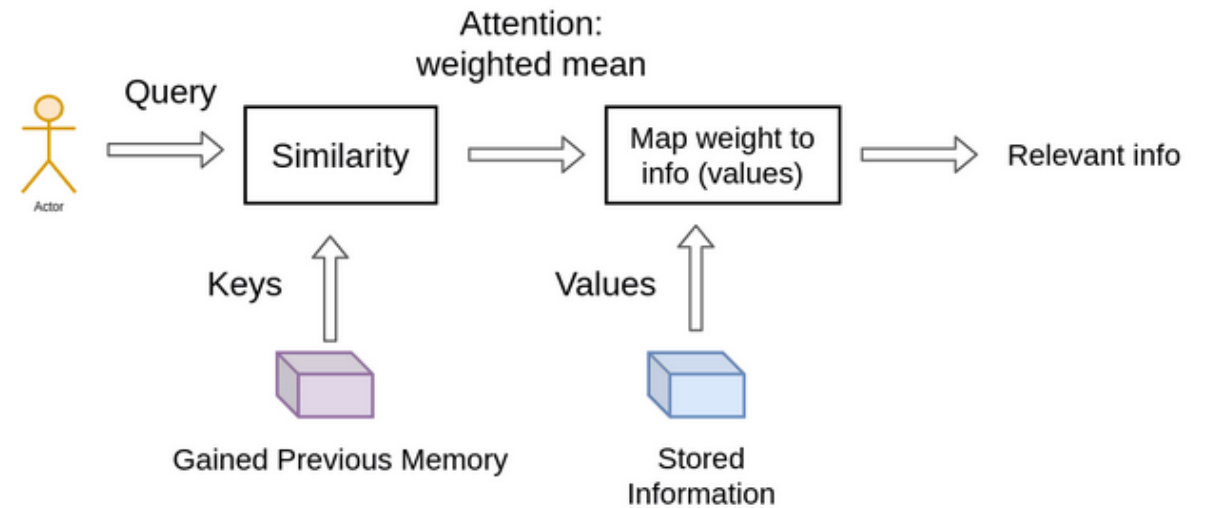 Attention:
weighted mean
Query
Similarity
Map weight to
info (values)
Relevant info
Actor
Keys
Values
Gained Previous Memory
Stored
Information